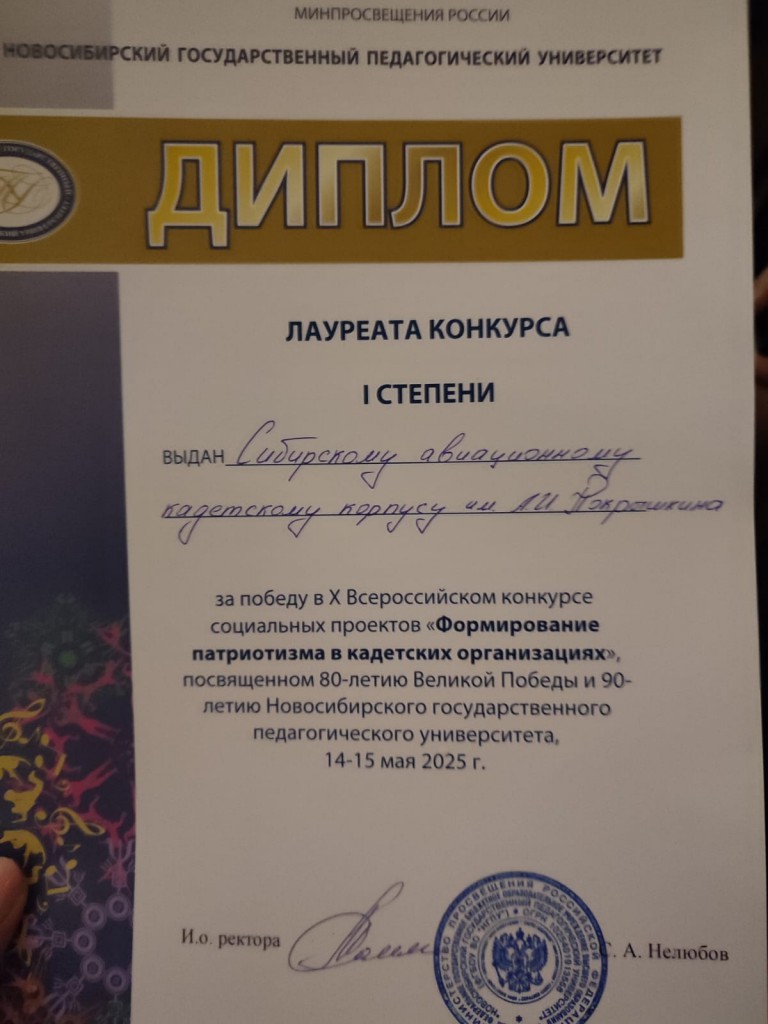 МИНПРОСВЕЩЕНИЯ РОССИИ
НОВОСИБИРСКИЙ ГОСУДАРСТВЕННЫЙ ПЕДАГОГИЧЕСКИЙ УНИВЕРСИТЕТ
ДИПЛОМ
ЛАУРЕАТА КОНКУРСА
I СТЕПЕНИ
ВЫДАН Сибирскому авиационному
кадетскому корпусу им АИ Покрышкина
за победу в X Всероссийском конкурсе
социальных проектов «Формирование
патриотизма в кадетских организациях»,
посвященном 80-летию Великой Победы и 90-
летию Новосибирского государственного
педагогического университета,
14-15 мая 2025 г.
И.о. ректора
С. А. Нелюбов